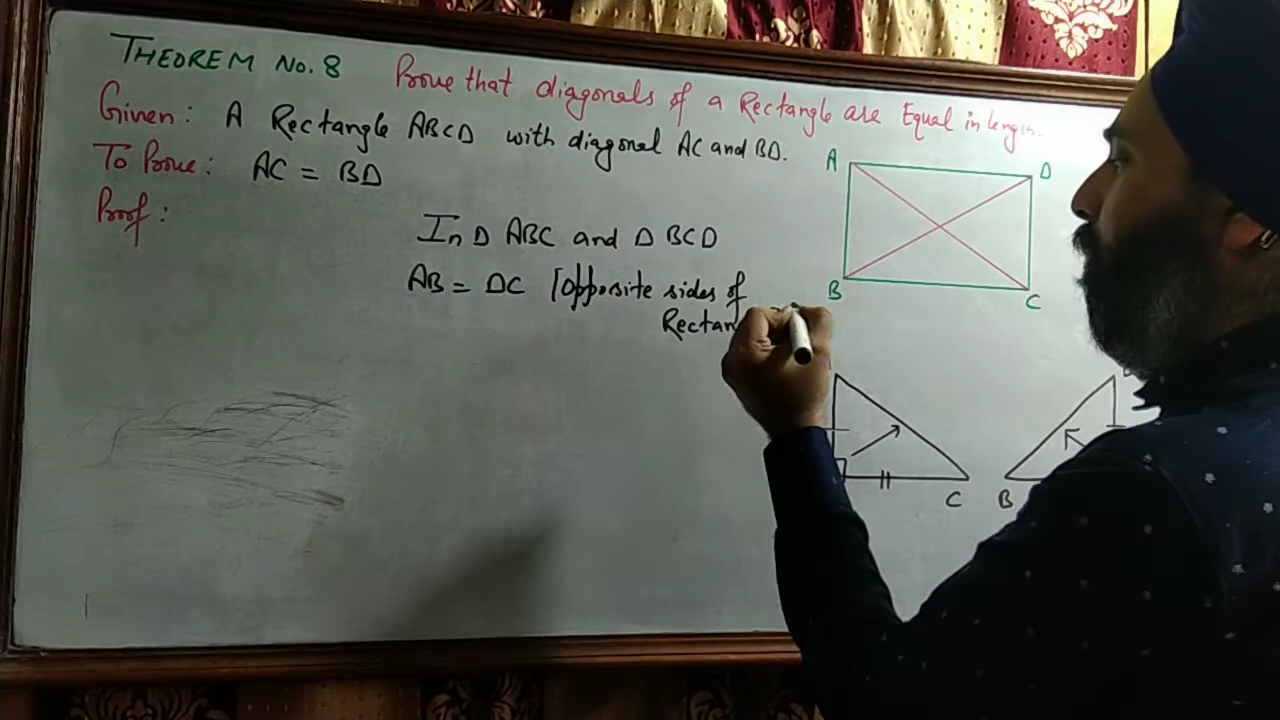 THEOREM No. 8 Prove that diagonals of a Rectangle are Equal in length.
Given: A Rectangle ABCD with diagonal AC and BD.
To Prove: AC = BD
Proof:
In Δ ABC and Δ BCD
AB = DC [Opposite sides of
Rectan
A D
B C
C B